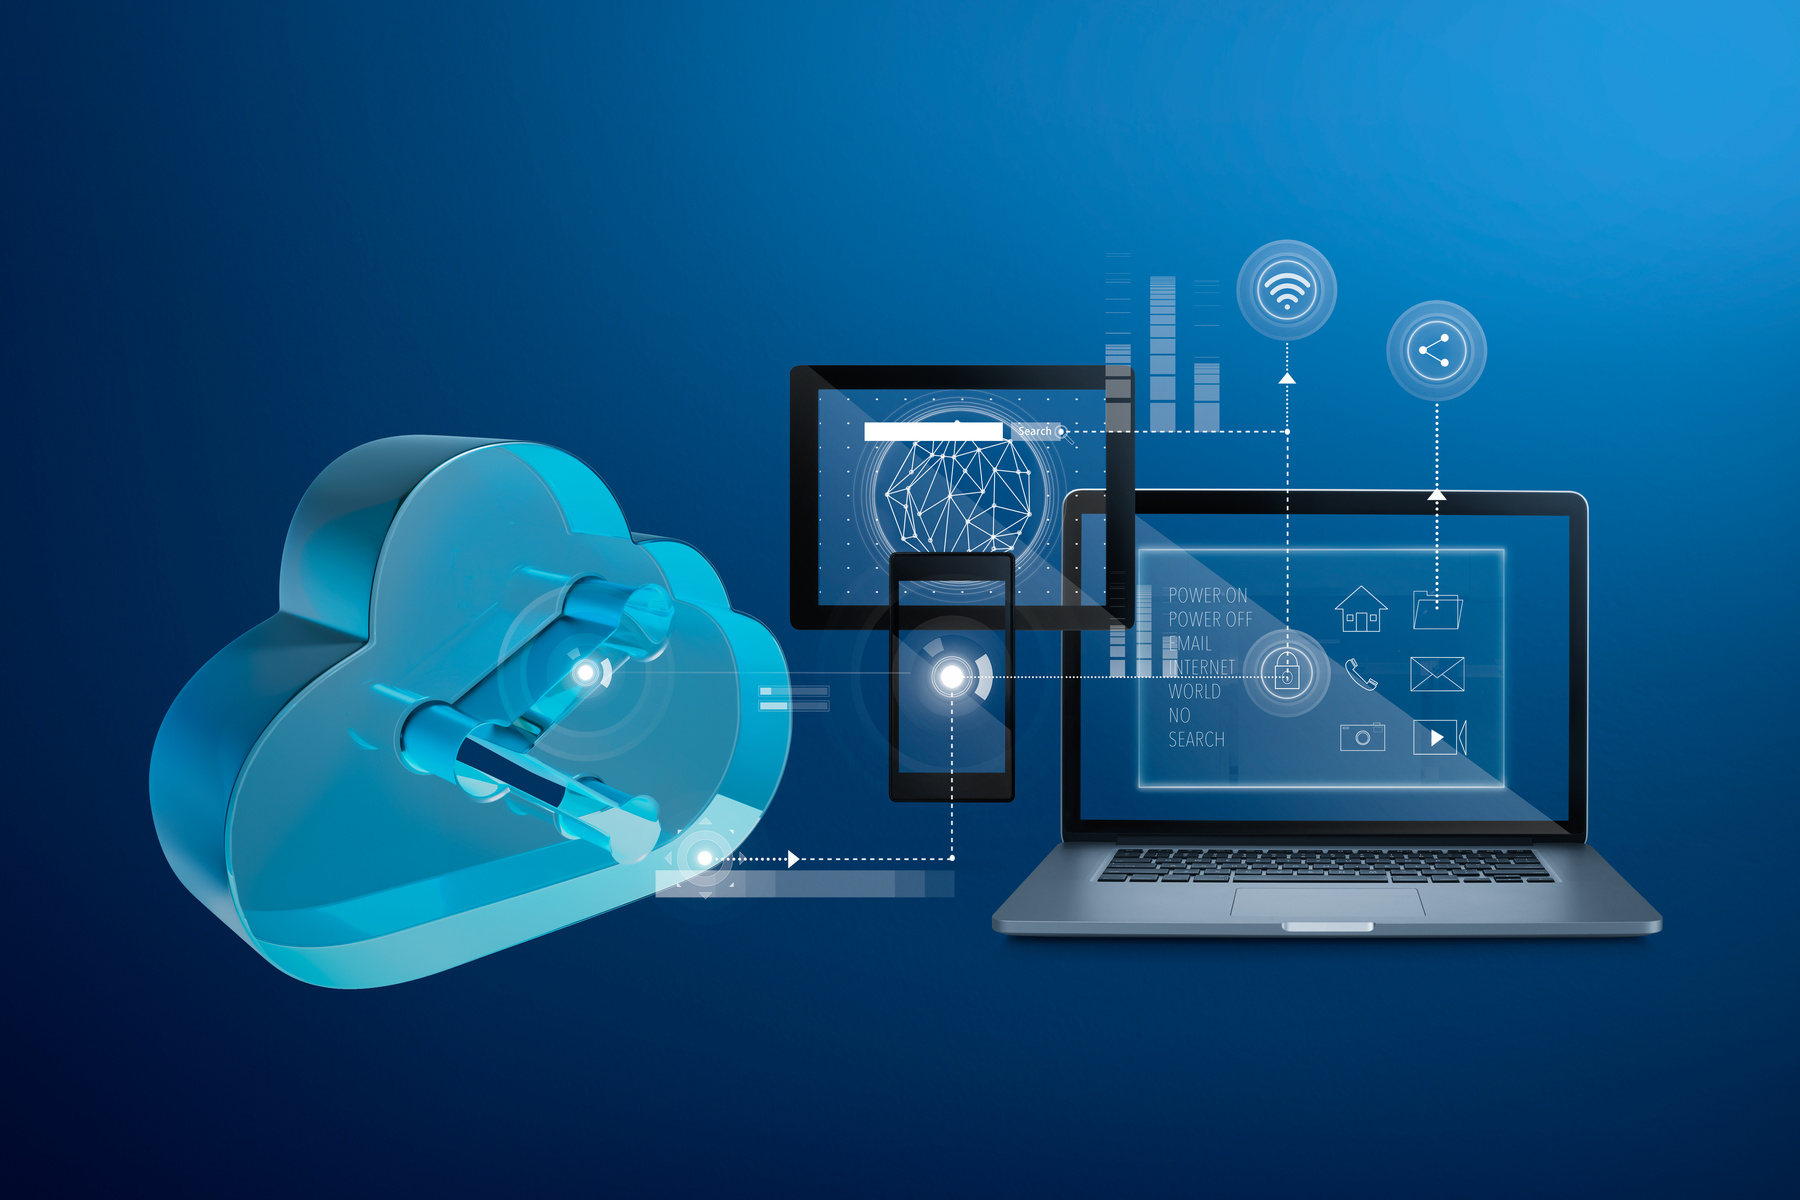 Search
POWER ON
POWER OFF
EMAIL
INTERNET
WORLD
NO
SEARCH